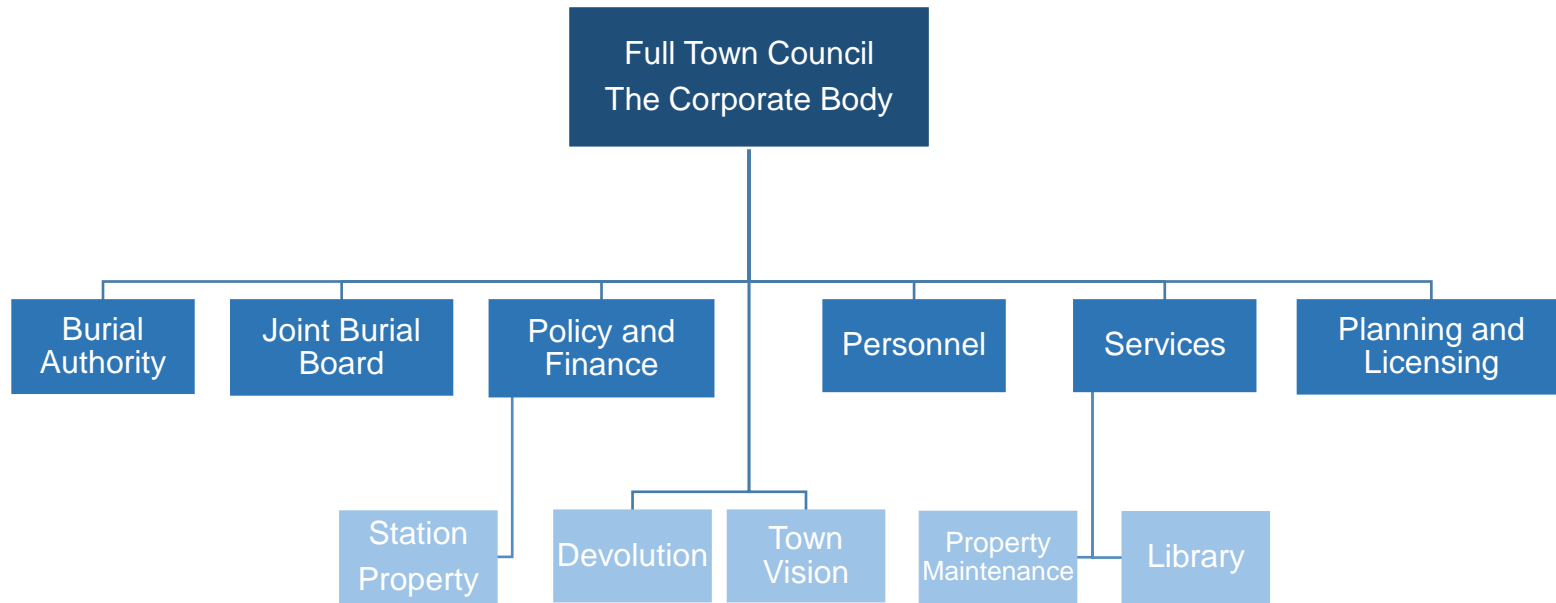 Full Town Council
The Corporate Body
Burial
Authority
Joint Burial
Board
Policy and
Finance
Personnel
Services
Planning and
Licensing
Station
Property
Devolution
Town
Vision
Property
Maintenance
Library